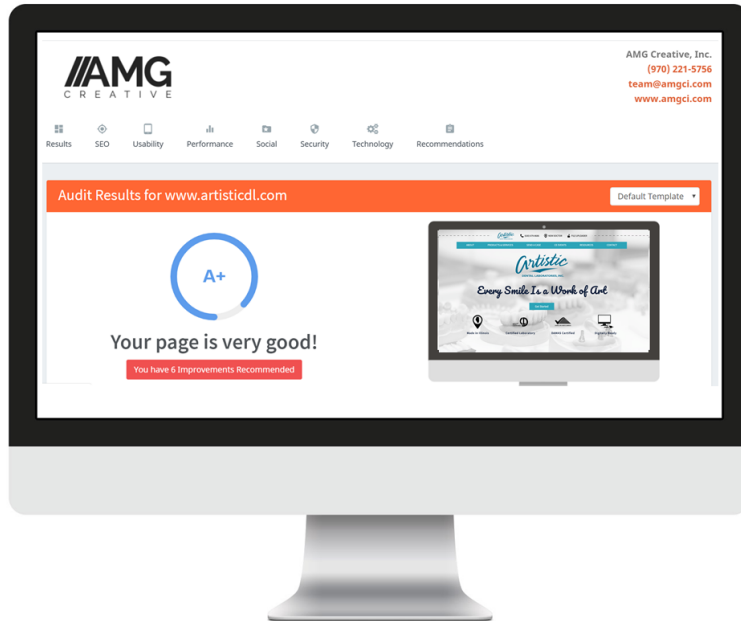 AMG
CREATIVE
AMG Creative, Inc.
(970) 221-5756
team@amgci.com
www.amgci.com
Results SEO Usability Performance Social Security Technology Recommendations
Audit Results for www.artisticdl.com
Default Template
A+
Your page is very good!
You have 6 Improvements Recommended
Artistic
Artistic
Every Smile Is a Work of Art